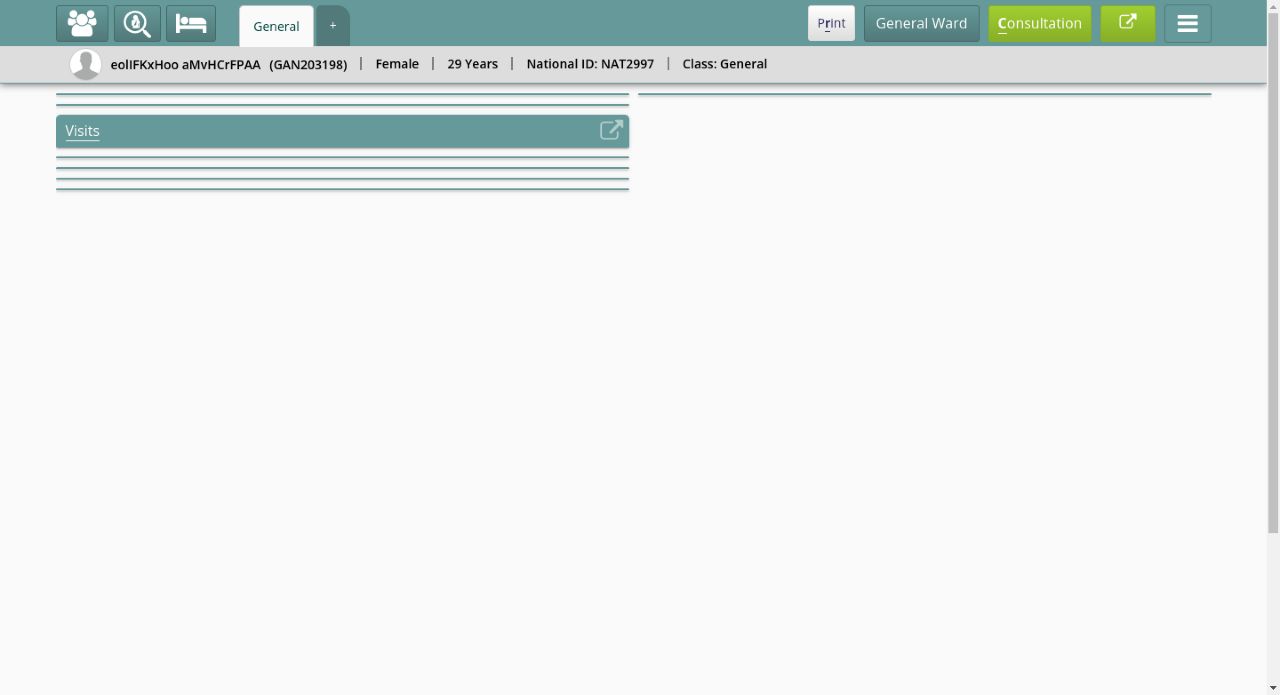 General + Print General Ward Consultation
eolIFKxHoo aMvHCrFPAA (GAN203198) | Female | 29 Years | National ID: NAT2997 | Class: General
Visits